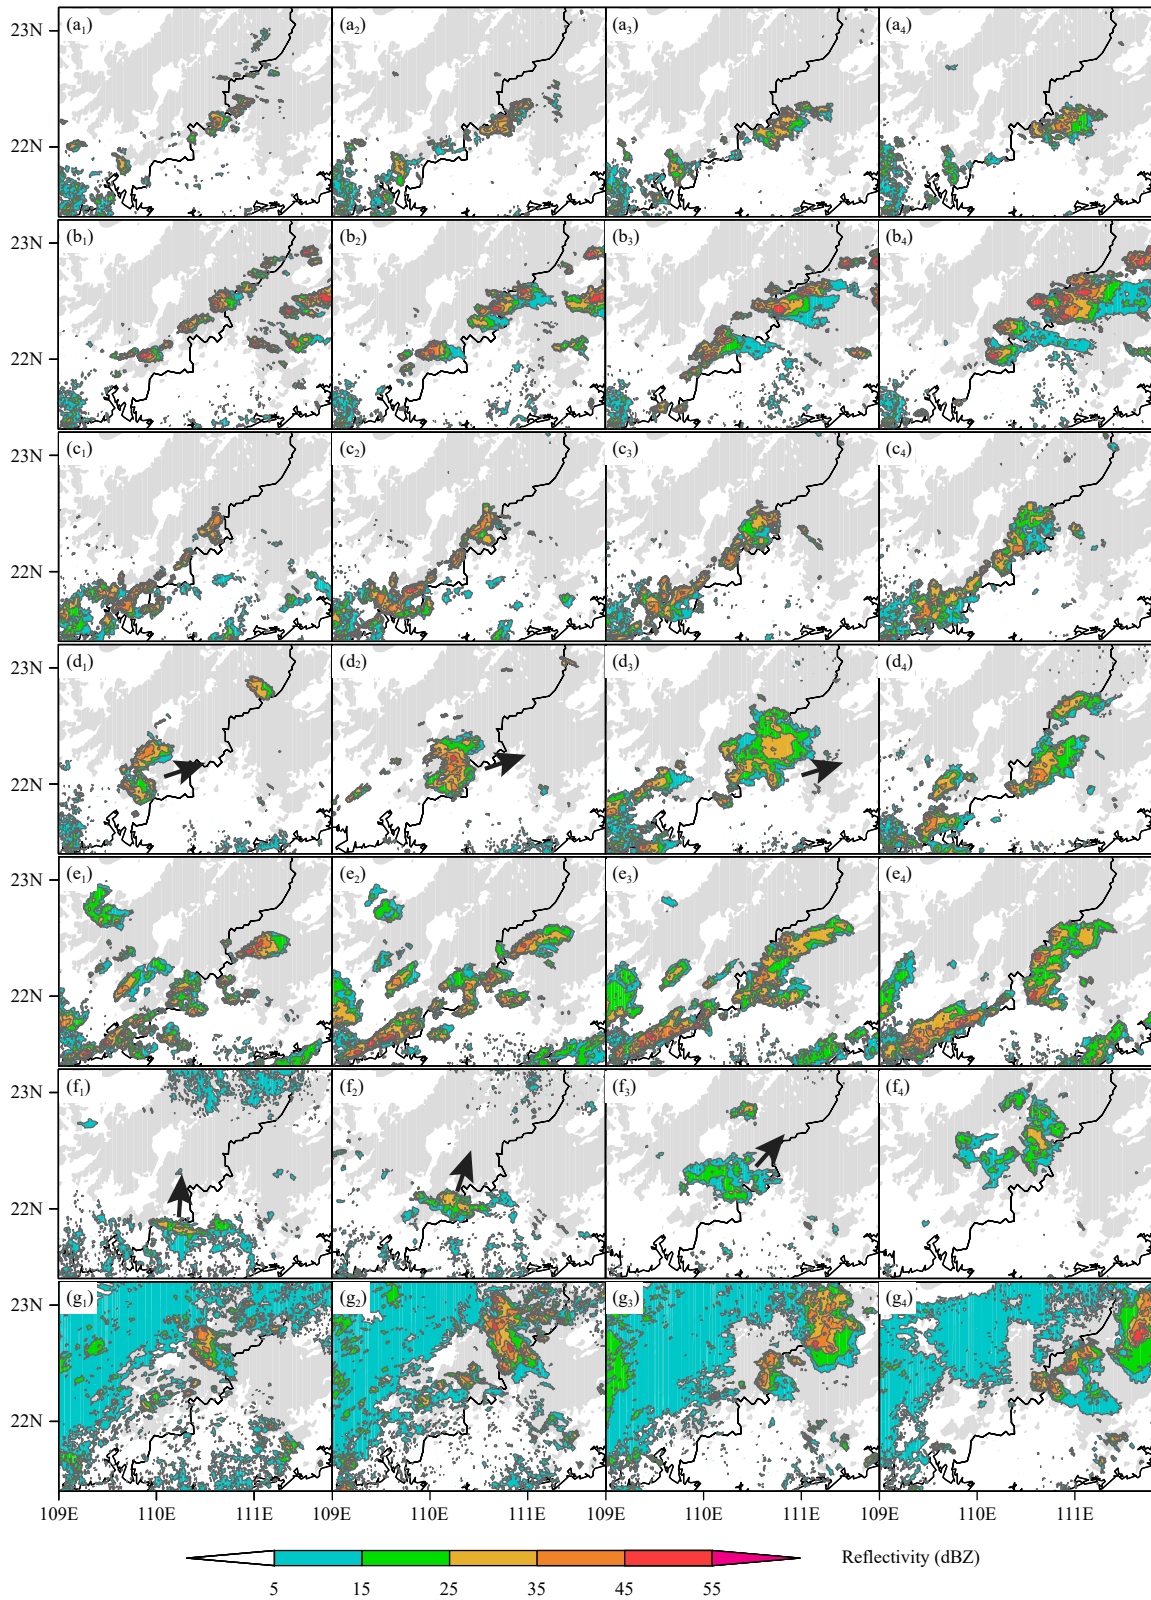 (a1) (a2) (a3) (a4)
23N
22N
(b1) (b2) (b3) (b4)
23N
22N
(c1) (c2) (c3) (c4)
23N
22N
(d1) (d2) (d3) (d4)
23N
22N
(e1) (e2) (e3) (e4)
23N
22N
(f1) (f2) (f3) (f4)
23N
22N
(g1) (g2) (g3) (g4)
23N
22N
109E 110E 111E 109E 110E 111E 109E 110E 111E 109E 110E 111E
Reflectivity (dBZ)
5 15 25 35 45 55